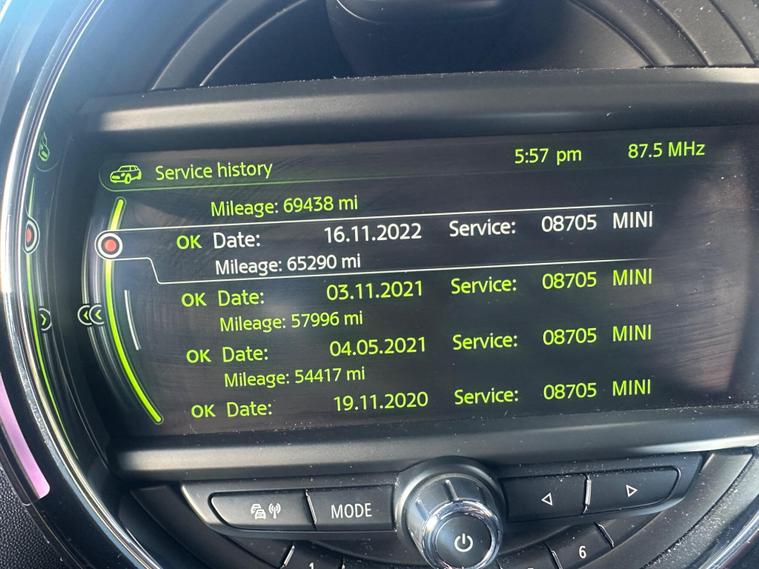 Service history 5:57 pm 87.5 MHz
Mileage: 69438 mi
OK Date: 16.11.2022 Service: 08705 MINI
Mileage: 65290 mi
OK Date: 03.11.2021 Service: 08705 MINI
Mileage: 57996 mi
OK Date: 04.05.2021 Service: 08705 MINI
Mileage: 54417 mi
OK Date: 19.11.2020 Service: 08705 MINI
MODE
1 6